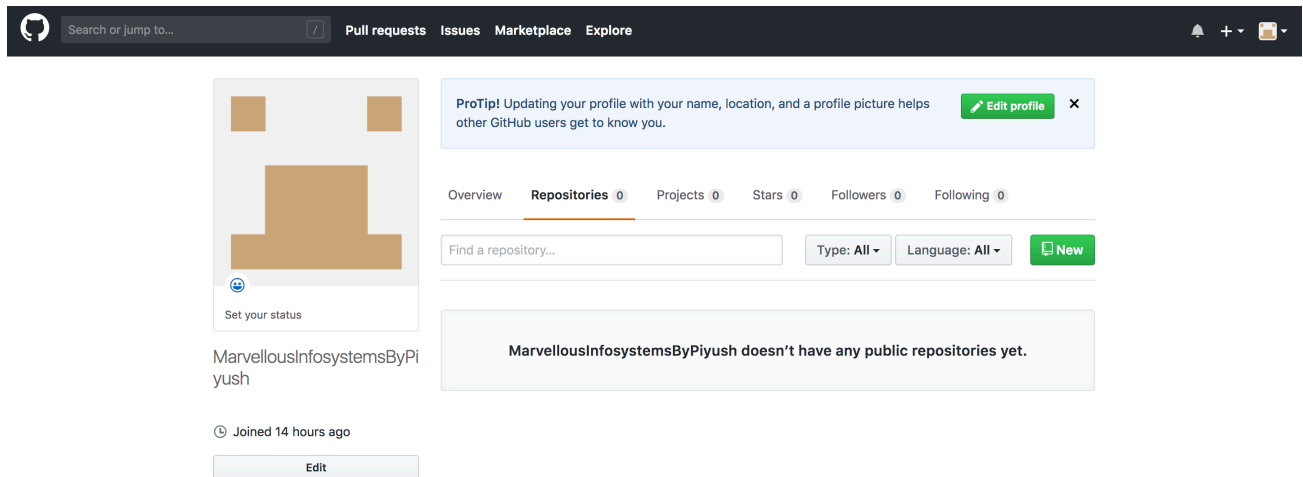 Search or jump to... /
Pull requests Issues Marketplace Explore
ProTip! Updating your profile with your name, location, and a profile picture helps
other GitHub users get to know you.
Edit profile
Overview Repositories 0 Projects 0 Stars 0 Followers 0 Following 0
Find a repository... Type: All Language: All New
Set your status
MarvellousInfosystemsByPi
yush
Joined 14 hours ago
Edit
MarvellousInfosystemsByPiyush doesn’t have any public repositories yet.